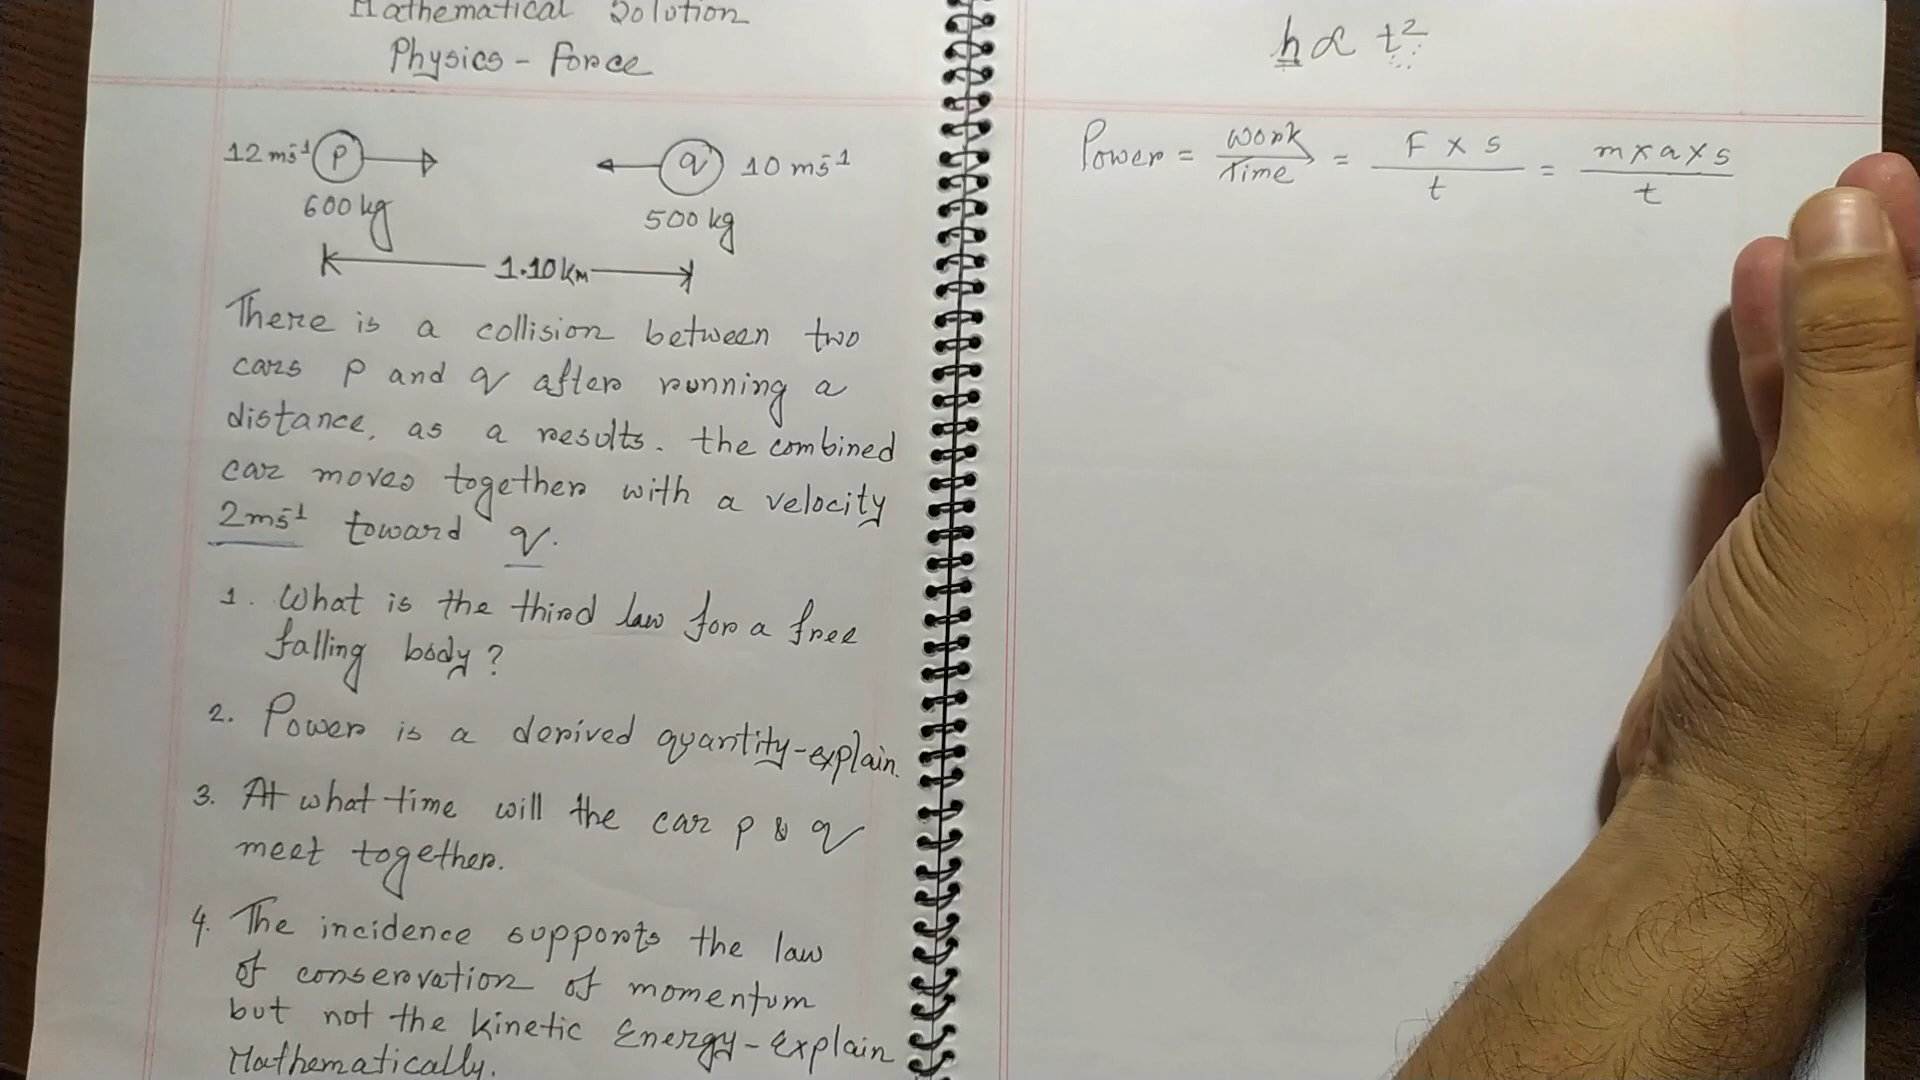 Mathematical Solution
Physics - Force
12 ms⁻¹ p q 10 ms⁻¹
600 kg 500 kg
1.10 km
There is a collision between two
cars p and q after running a
distance, as a results. the combined
car moves together with a velocity
2ms⁻¹ toward q.
1. What is the third law for a free
falling body?
2. Power is a derived quantity-explain.
3. At what time will the car p & q
meet together.
4. The incidence supports the law
of conservation of momentum
but not the kinetic Energy-explain
Mathematically.
h ∝ t²
Power = work/Time = F x s/t = m x a x s/t